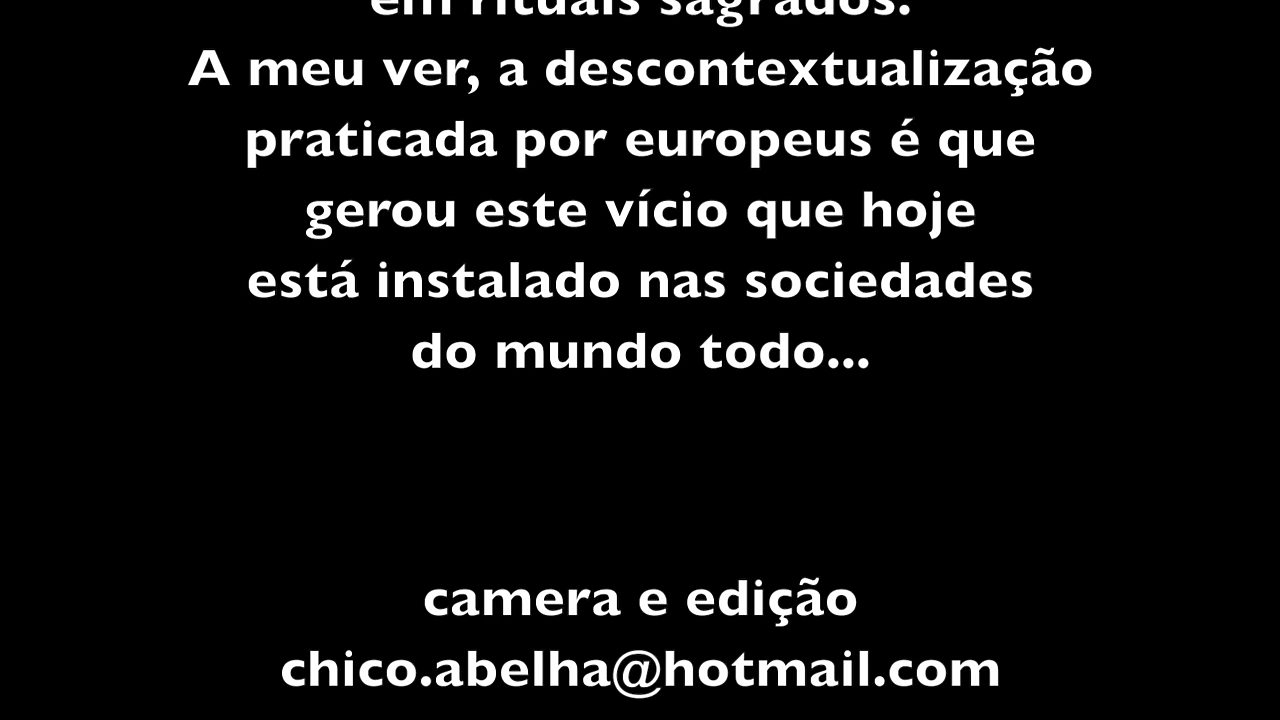 em rituais sagrados.
A meu ver, a descontextualização
praticada por europeus é que
gerou este vício que hoje
está instalado nas sociedades
do mundo todo...
camera e edição
chico.abelha@hotmail.com